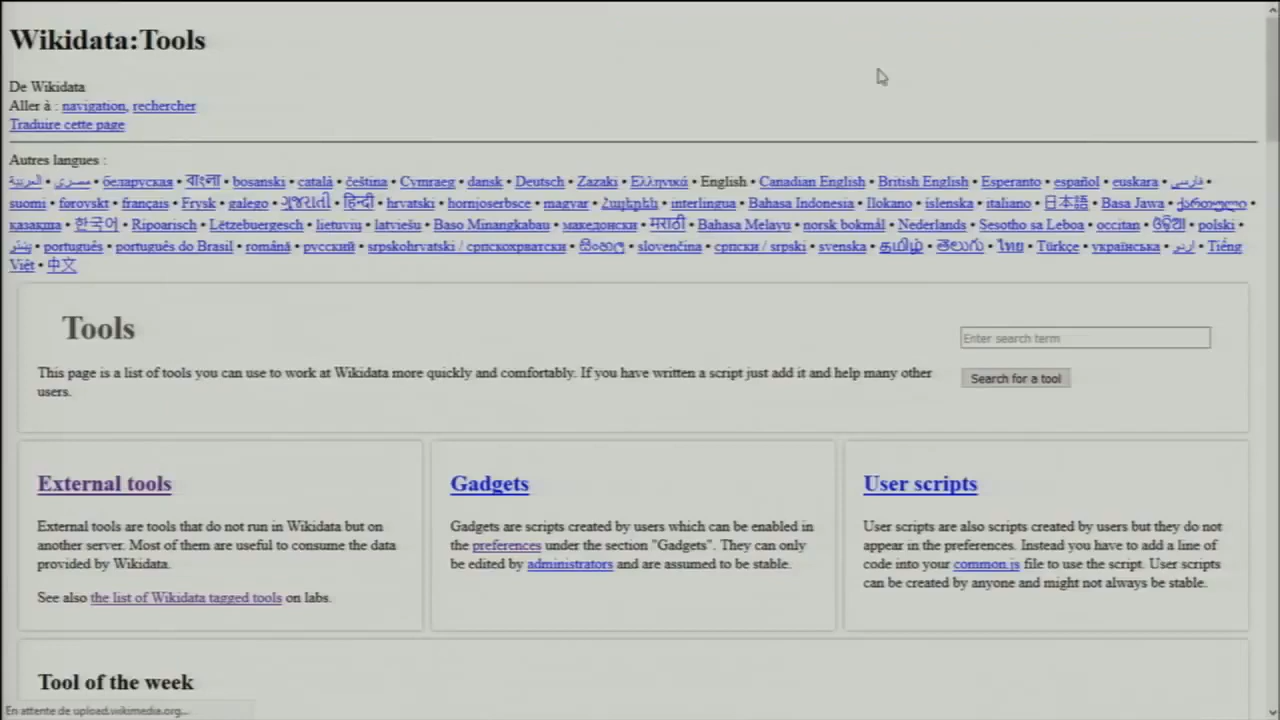 Wikidata:Tools
De Wikidata
Aller à : navigation, rechercher
Traduire cette page
Autres langues :
العربية • مصرى • беларуская • বাংলা • bosanski • català • čeština • Cymraeg • dansk • Deutsch • Zazaki • Ελληνικά • English • Canadian English • British English • Esperanto • español • euskara • فارسی •
suomi • føroyskt • français • Frysk • galego • ગુજરાતી • हिन्दी • hrvatski • hornjoserbsce • magyar • Հայերեն • interlingua • Bahasa Indonesia • Ilokano • íslenska • italiano • 日本語 • Basa Jawa • ქართული •
қазақша • 한국어 • Ripoarisch • Lëtzebuergesch • lietuvių • latviešu • Baso Minangkabau • македонски • मराठी • Bahasa Melayu • norsk bokmål • Nederlands • Sesotho sa Leboa • occitan • ଓଡ଼ିଆ • polski •
پښتو • português • português do Brasil • română • русский • srpskohrvatski / српскохрватски • සිංහල • slovenčina • српски / srpski • svenska • தமிழ் • తెలుగు • ไทย • Türkçe • українська • اردو • Tiếng
Việt • 中文
Tools
Enter search term
This page is a list of tools you can use to work at Wikidata more quickly and comfortably. If you have written a script just add it and help many other
users.
Search for a tool
External tools
External tools are tools that do not run in Wikidata but on
another server. Most of them are useful to consume the data
provided by Wikidata.
See also the list of Wikidata tagged tools on labs.
Gadgets
Gadgets are scripts created by users which can be enabled in
the preferences under the section "Gadgets". They can only
be edited by administrators and are assumed to be stable.
User scripts
User scripts are also scripts created by users but they do not
appear in the preferences. Instead you have to add a line of
code into your common.js file to use the script. User scripts
can be created by anyone and might not always be stable.
Tool of the week
En attente de upload.wikimedia.org...